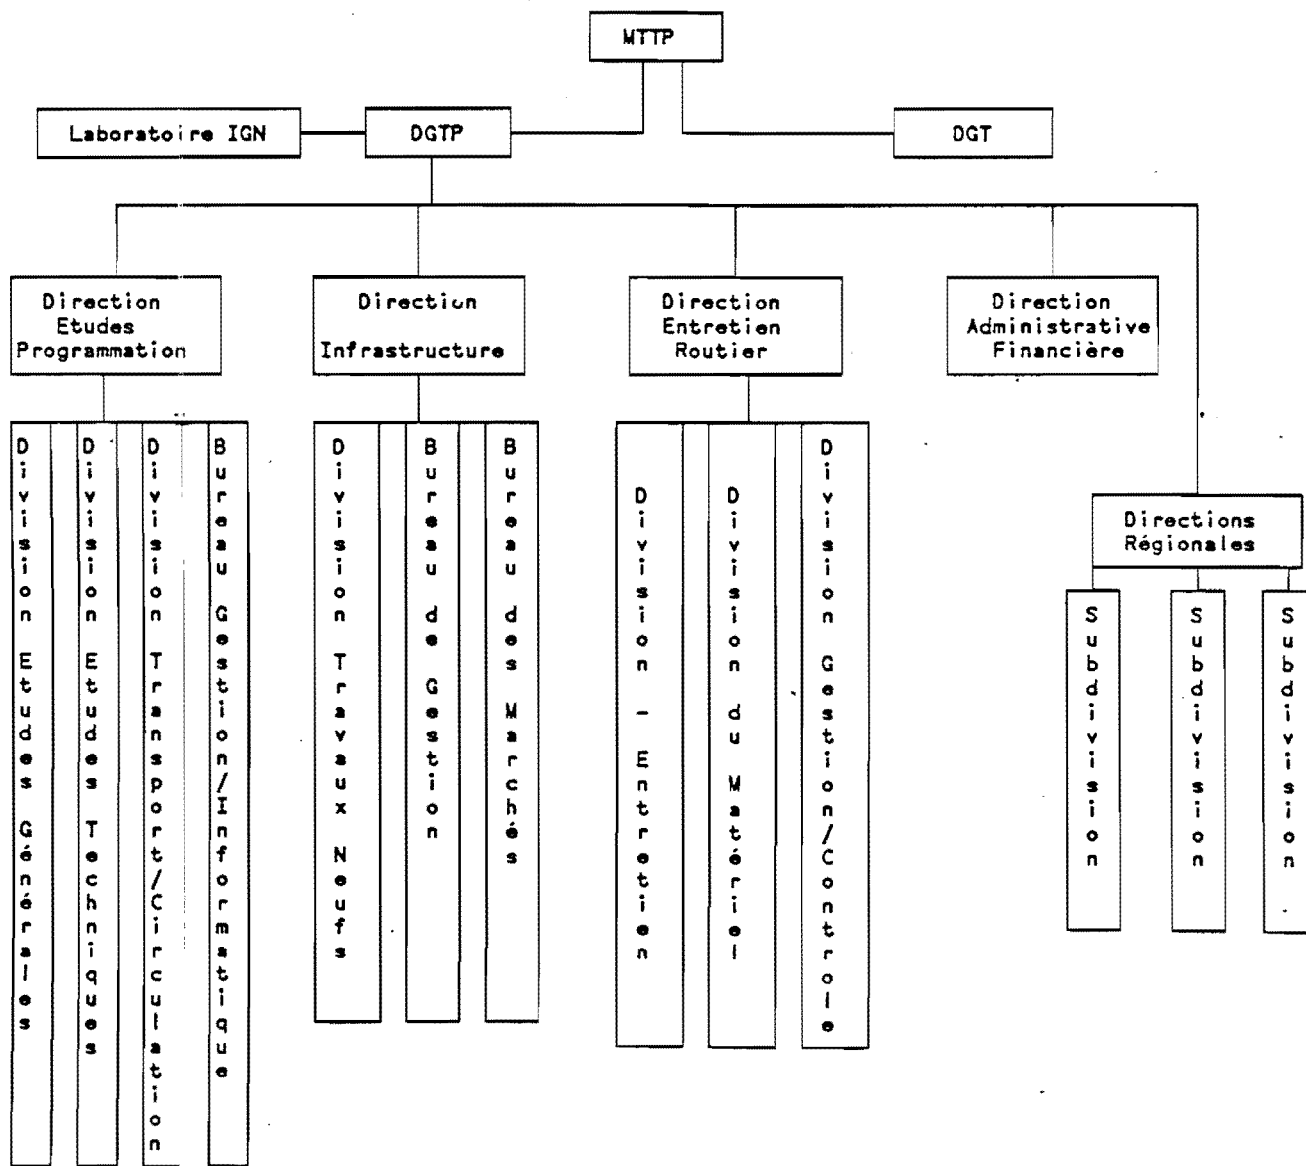 MTTP
Laboratoire IGN
DGTP
DGT
Direction
Etudes
Programmation
Direction
Infrastructure
Direction
Entretien
Routier
Direction
Administrative
Financière
Directions
Régionales
Division Etudes Générales
Division Etudes Techniques
Division Transport/Circulation
Bureau Gestion/Informatique
Division Travaux Neufs
Bureau de Gestion
Bureau des Marchés
Division - Entretien
Division du Matériel
Division Gestion/Controle
Subdivision
Subdivision
Subdivision